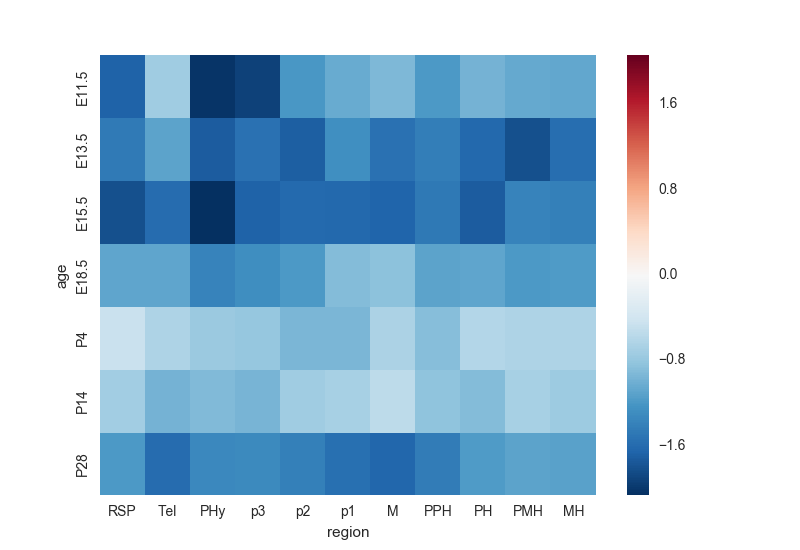 age
E11.5
E13.5
E15.5
E18.5
P4
P14
P28
RSP Tel PHy p3 p2 p1 M PPH PH PMH MH
region
1.6
0.8
0.0
−0.8
−1.6